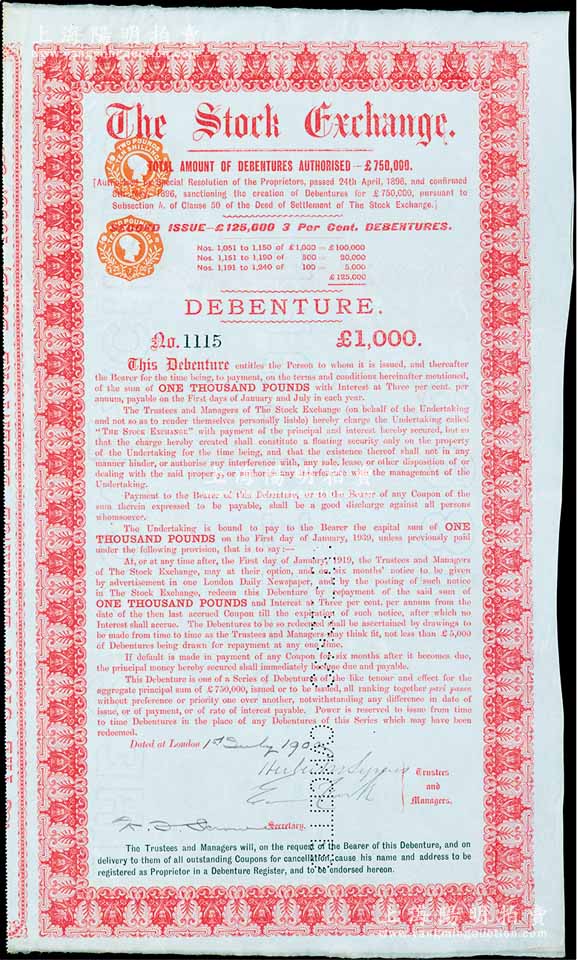 上海陽明拍賣
The Stock Exchange.
TWO POUNDS
TEN SHILLINGS
TOTAL AMOUNT OF DEBENTURES AUTHORISED—£750,000.
Special Resolution of the Proprietors, passed 24th April, 1896, and confirmed
1896, sanctioning the creation of Debentures for £750,000, pursuant to
Subsection h. of Clause 50 of the Deed of Settlement of The Stock Exchange.]
TWO POUNDS
SECOND ISSUE—£125,000 3 Per Cent. DEBENTURES.
Nos. 1,051 to 1,150 of £1,000 = £100,000
Nos. 1,151 to 1,190 of 500 = 20,000
Nos. 1,191 to 1,240 of 100 = 5,000
£125,000
DEBENTURE.
No. 1115 £1,000.
This Debenture entitles the Person to whom it is issued, and thereafter
the Bearer for the time being, to payment, on the terms and conditions hereinafter mentioned,
of the sum of ONE THOUSAND POUNDS with Interest at Three per cent. per
annum, payable on the First days of January and July in each year.
The Trustees and Managers of The Stock Exchange (on behalf of the Undertaking
and not so as to render themselves personally liable) hereby charge the Undertaking called
"THE STOCK EXCHANGE" with payment of the principal and interest hereby secured, but so
that the charge hereby created shall constitute a floating security only on the property
of the Undertaking for the time being, and that the existence thereof shall not in any
manner hinder, or authorise any interference with, any sale, lease, or other disposition of or
dealing with the said property, or authorise any interference in the management of the
Undertaking.
上海陽明拍賣
Payment to the Bearer of this Debenture, or to the Bearer of any Coupon of the
sum therein expressed to be payable, shall be a good discharge against all persons
whomsoever.
The Undertaking is bound to pay to the Bearer the capital sum of ONE
THOUSAND POUNDS on the First day of January, 1939, unless previously paid
under the following provision, that is to say:—
At, or at any time after, the First day of January, 1919, the Trustees and Managers
of The Stock Exchange, may at their option, and on six months' notice to be given
by advertisement in one London Daily Newspaper, and by the posting of such notice
in The Stock Exchange, redeem this Debenture by repayment of the said sum of
ONE THOUSAND POUNDS and Interest at Three per cent. per annum from the
date of the then last accrued Coupon till the expiration of such notice, after which no
Interest shall accrue. The Debentures to be so redeemed shall be ascertained by drawings to
be made from time to time as the Trustees and Managers may think fit, not less than £5,000
of Debentures being drawn for repayment at any one time.
If default is made in payment of any Coupon for six months after it becomes due,
the principal money hereby secured shall immediately become due and payable.
This Debenture is one of a Series of Debentures of the like tenour and effect for the
aggregate principal sum of £750,000, issued or to be issued, all ranking together pari passu
without preference or priority one over another, notwithstanding any difference in date of
issue, or of payment, or of rate of interest payable. Power is reserved to issue from time
to time Debentures in the place of any Debentures of this Series which may have been
redeemed.
Dated at London 1st July 190
Trustees
and
Managers.
Secretary.
The Trustees and Managers will, on the request of the Bearer of this Debenture, and on
delivery to them of all outstanding Coupons for cancellation, cause his name and address to be
registered as Proprietor in a Debenture Register, and to be endorsed hereon.
上海陽明拍賣
www.yangmingauction.com